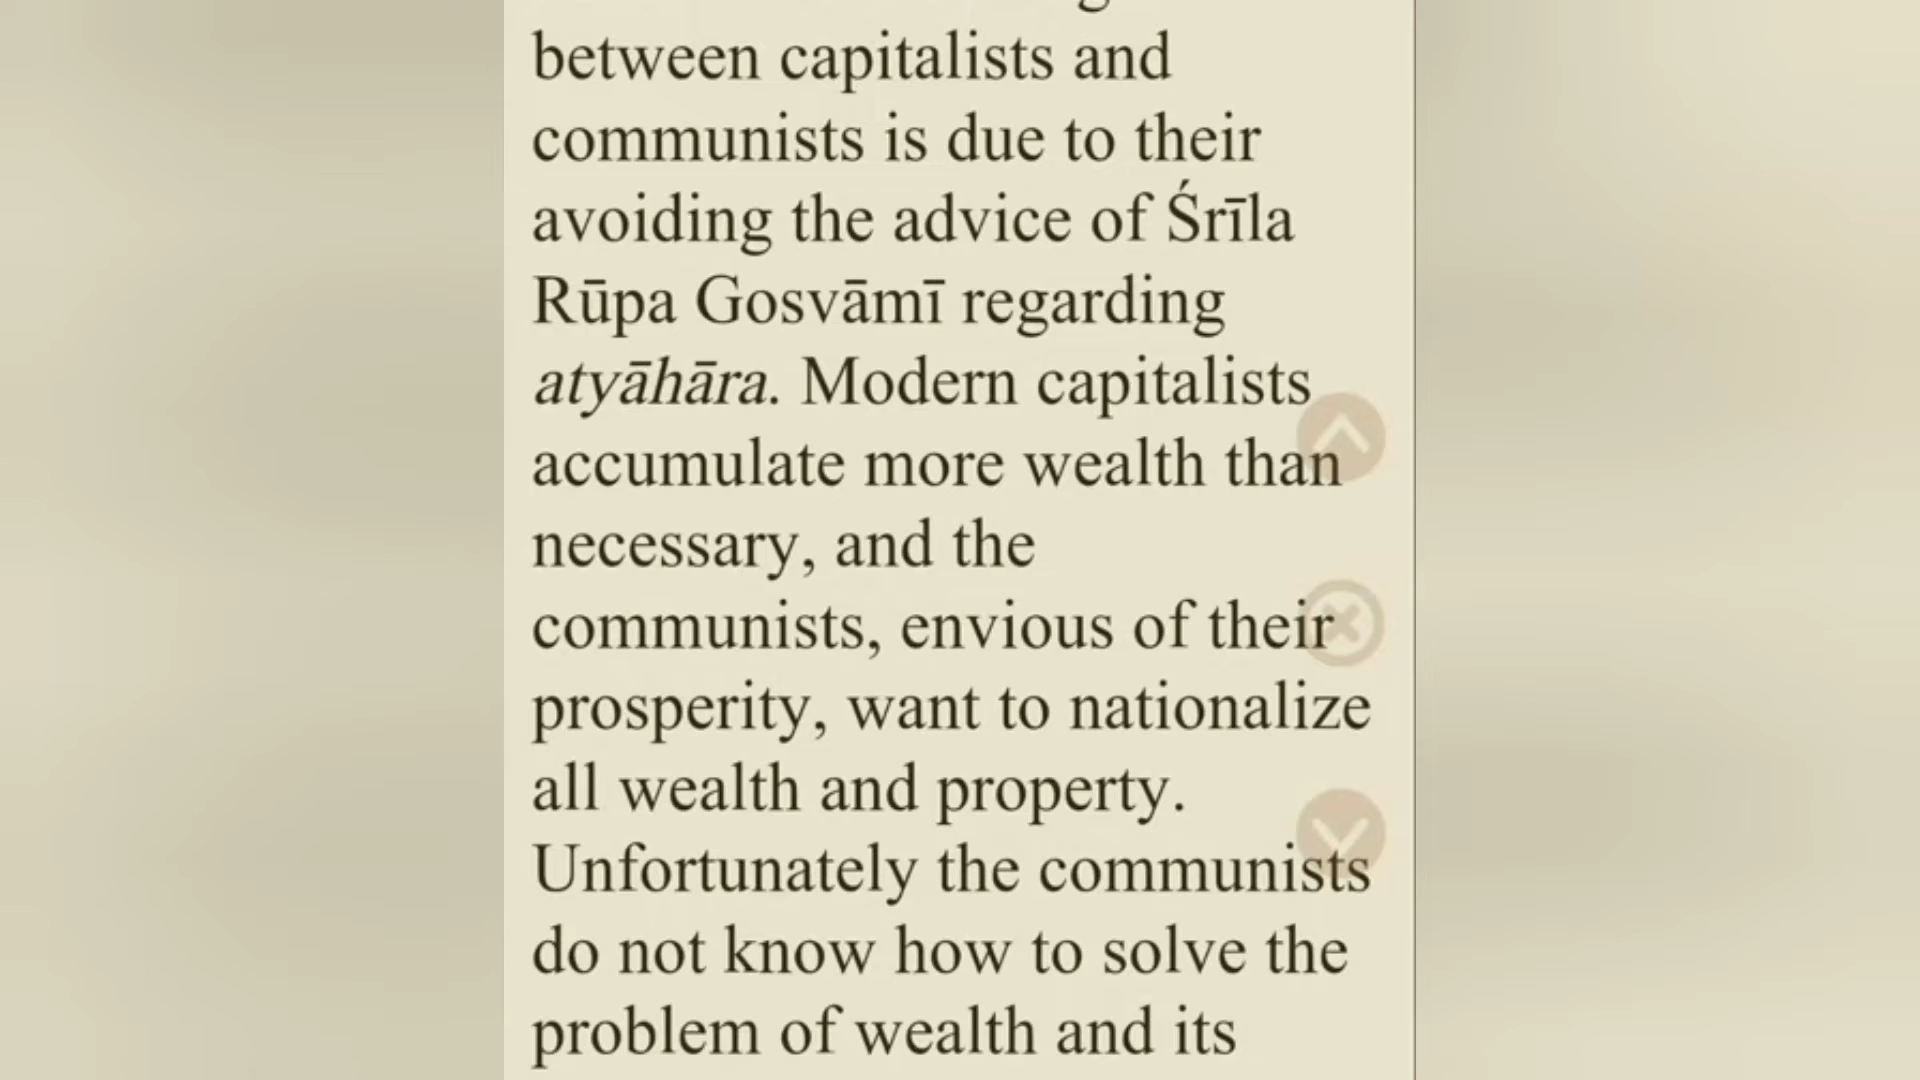 between capitalists and
communists is due to their
avoiding the advice of Śrīla
Rūpa Gosvāmī regarding
atyāhāra. Modern capitalists
accumulate more wealth than
necessary, and the
communists, envious of their
prosperity, want to nationalize
all wealth and property.
Unfortunately the communists
do not know how to solve the
problem of wealth and its